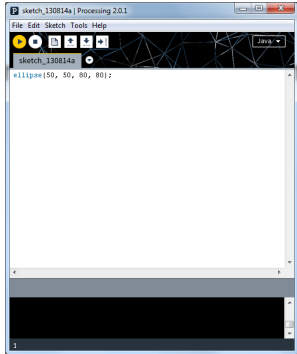 sketch_130814a | Processing 2.0.1
File Edit Sketch Tools Help
Java
sketch_130814a
ellipse(50, 50, 80, 80);
1